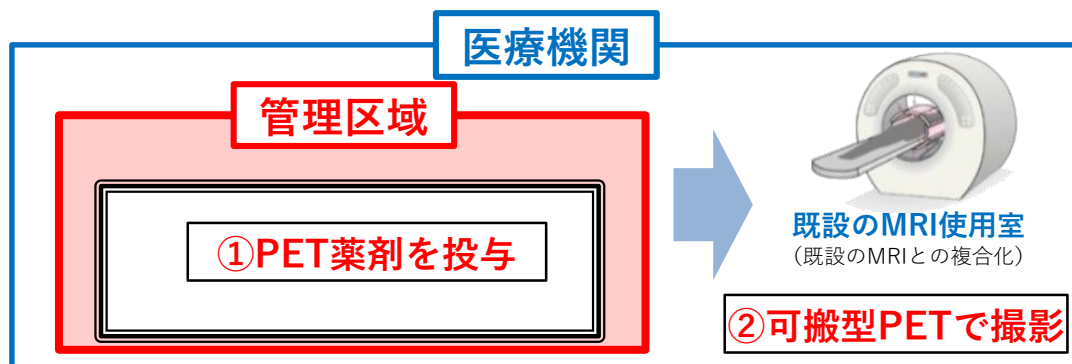 医療機関
管理区域
①PET薬剤を投与
既設のMRI使用室
（既設のMRIとの複合化）
②可搬型PETで撮影